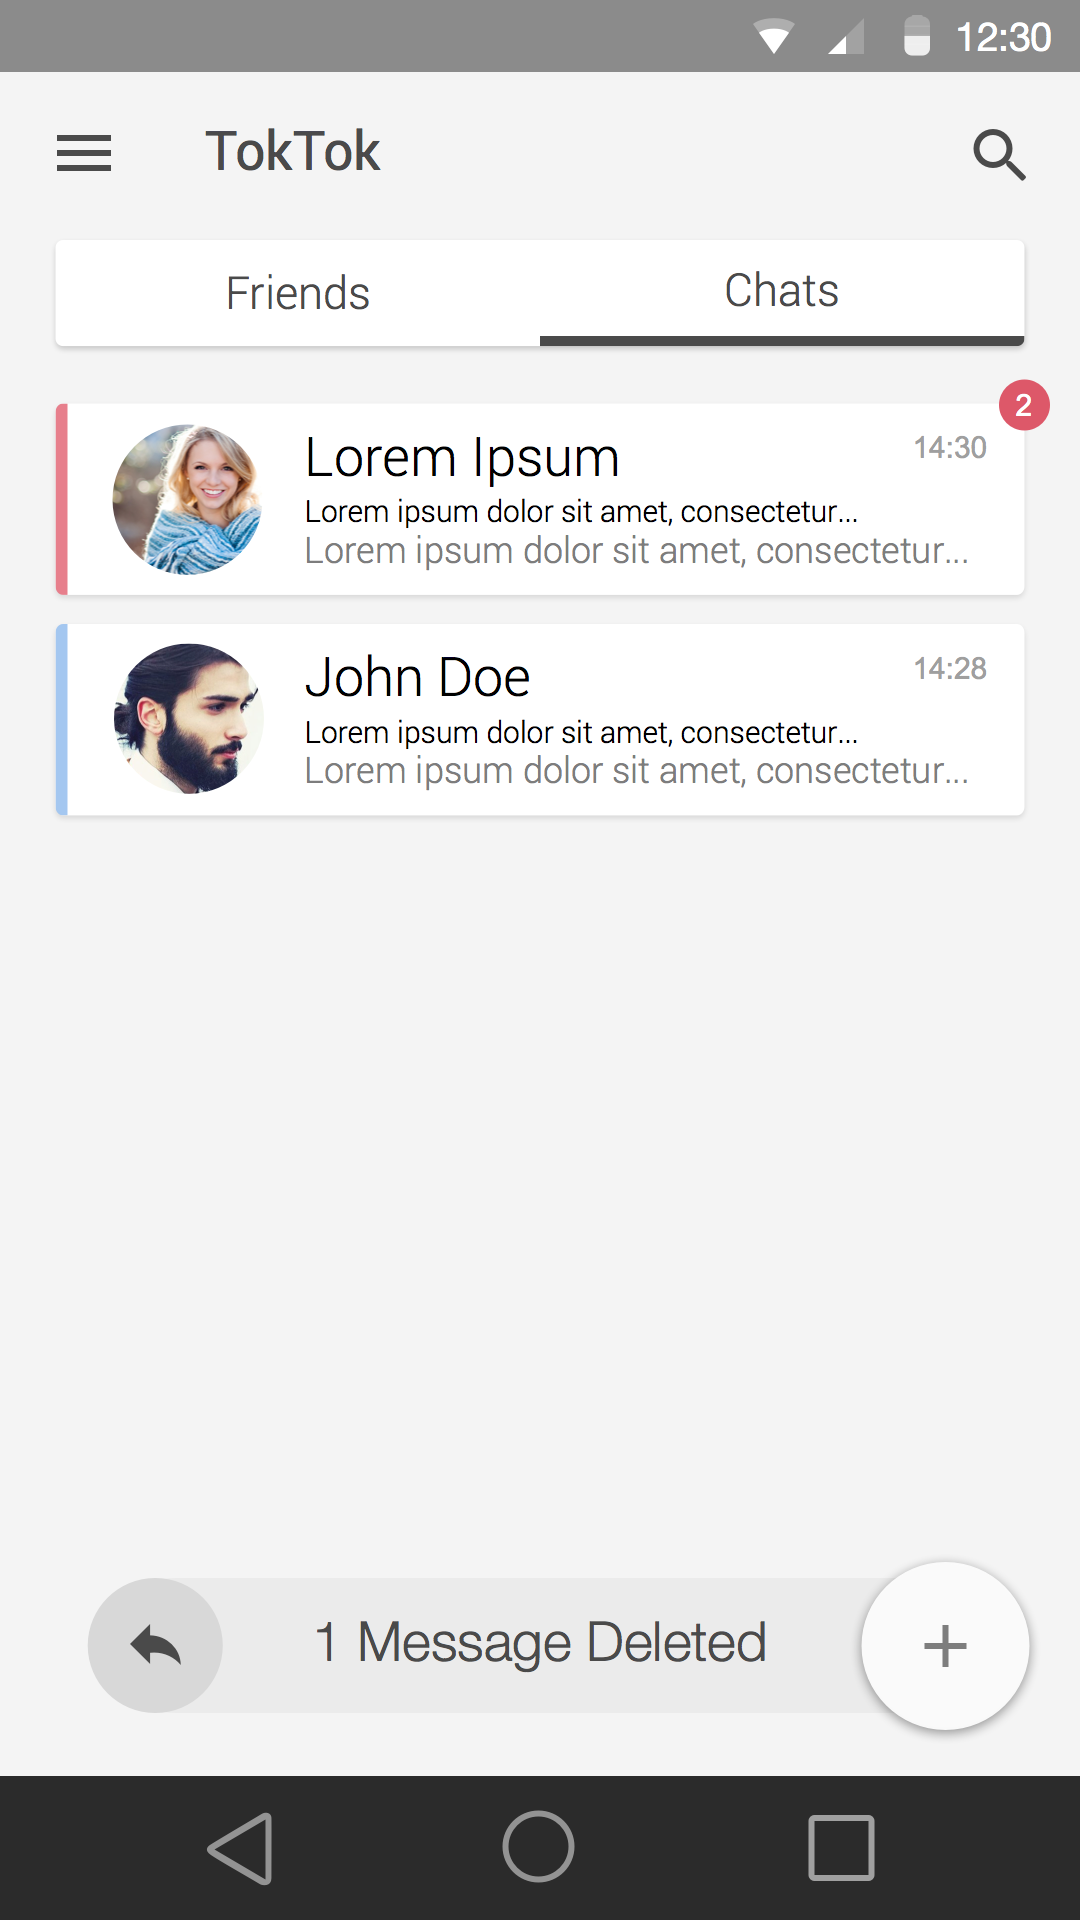 12:30
TokTok
Friends
Chats
2
Lorem Ipsum
14:30
Lorem ipsum dolor sit amet, consectetur...
Lorem ipsum dolor sit amet, consectetur...
John Doe
14:28
Lorem ipsum dolor sit amet, consectetur...
Lorem ipsum dolor sit amet, consectetur...
1 Message Deleted